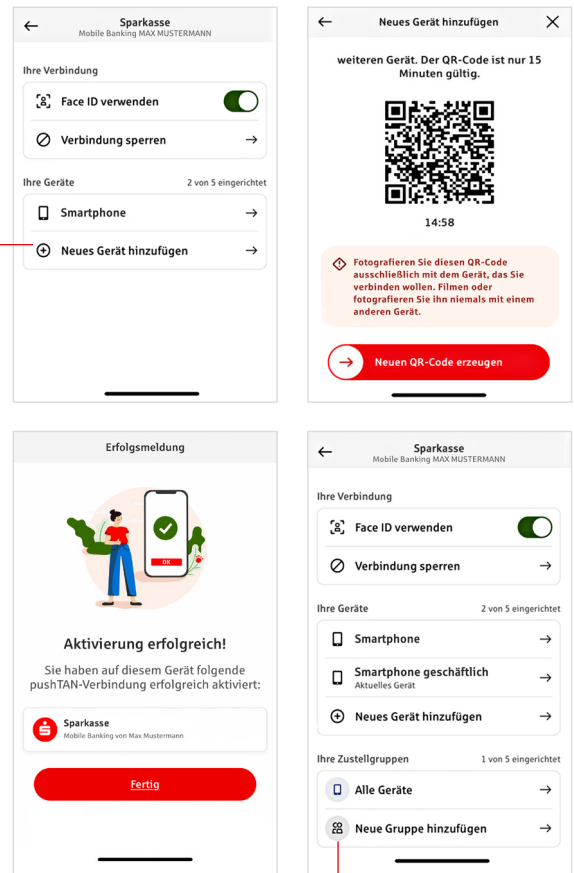 Sparkasse
Mobile Banking MAX MUSTERMANN
Ihre Verbindung
Face ID verwenden
Verbindung sperren
Ihre Geräte 2 von 5 eingerichtet
Smartphone
Neues Gerät hinzufügen
Neues Gerät hinzufügen
weiteren Gerät. Der QR-Code ist nur 15
Minuten gültig.
14:58
Fotografieren Sie diesen QR-Code
ausschließlich mit dem Gerät, das Sie
verbinden wollen. Filmen oder
fotografieren Sie ihn niemals mit einem
anderen Gerät.
Neuen QR-Code erzeugen
Erfolgsmeldung
OK
Aktivierung erfolgreich!
Sie haben auf diesem Gerät folgende
pushTAN-Verbindung erfolgreich aktiviert:
Sparkasse
Mobile Banking von Max Mustermann
Fertig
Sparkasse
Mobile Banking MAX MUSTERMANN
Ihre Verbindung
Face ID verwenden
Verbindung sperren
Ihre Geräte 2 von 5 eingerichtet
Smartphone
Smartphone geschäftlich
Aktuelles Gerät
Neues Gerät hinzufügen
Ihre Zustellgruppen 1 von 5 eingerichtet
Alle Geräte
Neue Gruppe hinzufügen